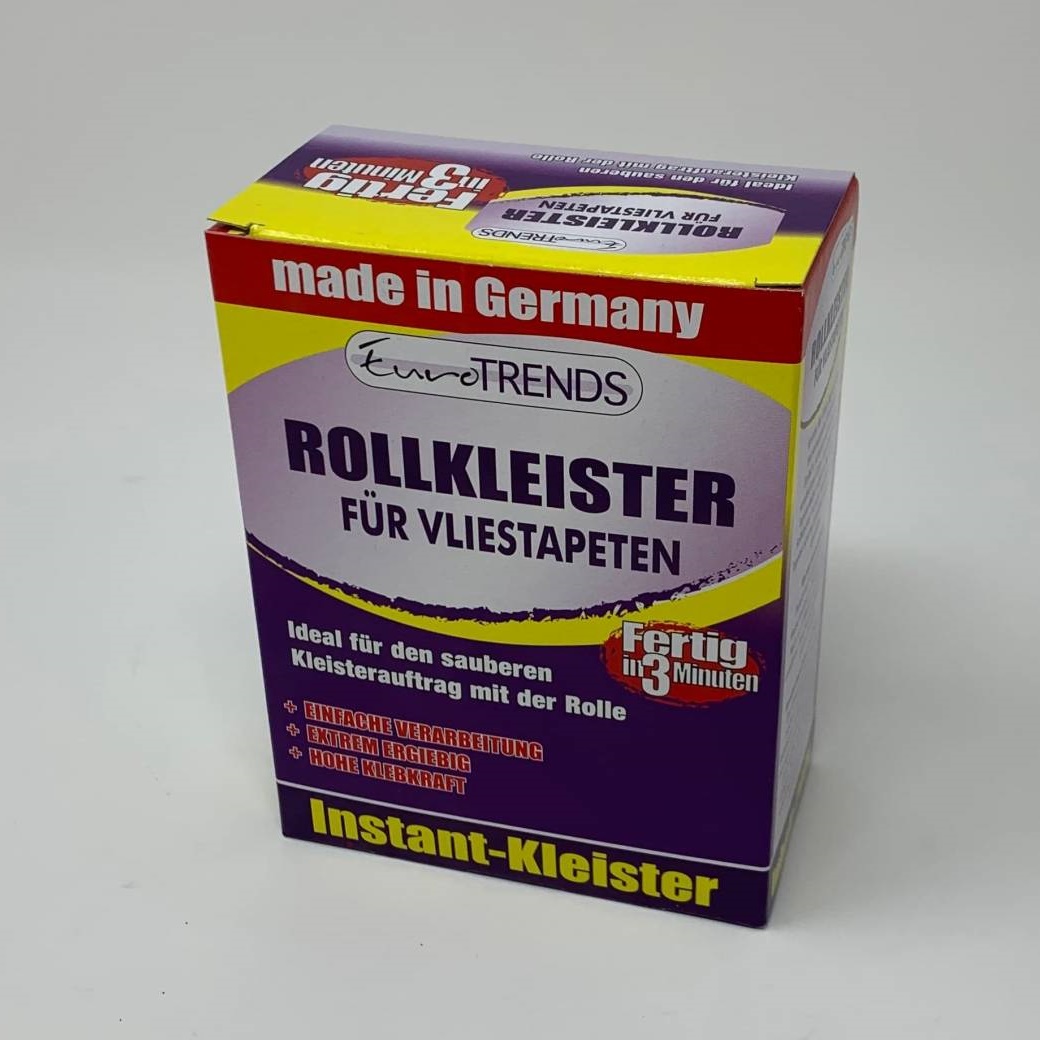 Ideal für den sauberen
Kleisterauftrag mit der Rolle
Fertig
in 3 Minuten
ROLLKLEISTER
FÜR VLIESTAPETEN
EuroTRENDS
made in Germany
EuroTRENDS
ROLLKLEISTER
FÜR VLIESTAPETEN
Ideal für den sauberen
Kleisterauftrag mit der Rolle
Fertig
in 3 Minuten
+ EINFACHE VERARBEITUNG
+ EXTREM ERGIEBIG
+ HOHE KLEBKRAFT
Instant-Kleister